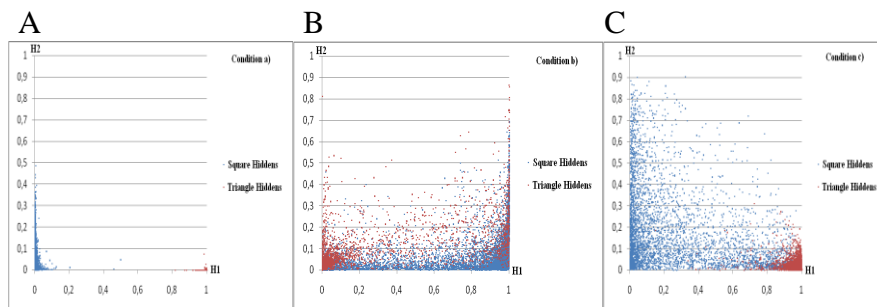 A
H2
Condition a)
1
0,9
0,8
0,7
0,6
0,5
0,4
0,3
0,2
0,1
0
Square Hiddens
Triangle Hiddens
H1
0 0,2 0,4 0,6 0,8 1
B
H2
Condition b)
1
0,9
0,8
0,7
0,6
0,5
0,4
0,3
0,2
0,1
0
Square Hiddens
Triangle Hiddens
H1
0 0,2 0,4 0,6 0,8 1
C
H2
Condition c)
1
0,9
0,8
0,7
0,6
0,5
0,4
0,3
0,2
0,1
0
Square Hiddens
Triangle Hiddens
H1
0 0,2 0,4 0,6 0,8 1